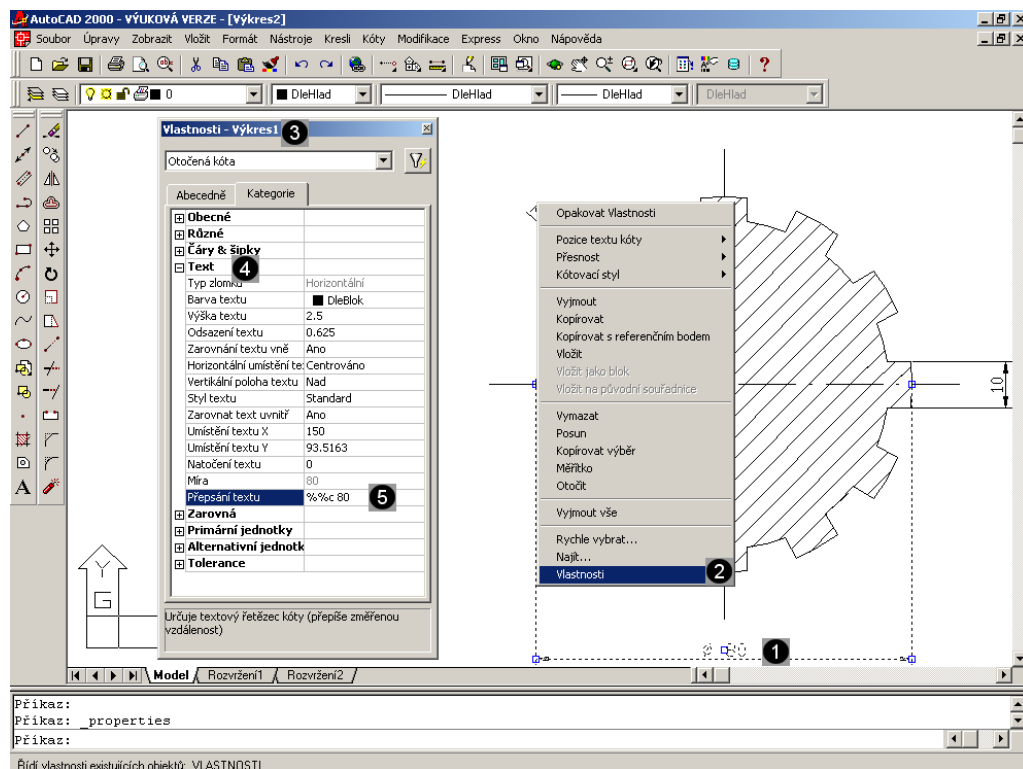 AutoCAD 2000 - VÝUKOVÁ VERZE - [Výkres2]
Soubor Úpravy Zobrazit Vložit Formát Nástroje Kresli Kóty Modifikace Express Okno Nápověda
0 DleHlad DleHlad DleHlad DleHlad
Vlastnosti - Výkres1 3
Otočená kóta
Abecedně Kategorie
Obecné
Různé
Čáry & šipky
Text 4
Typ zlomku Horizontální
Barva textu DleBlok
Výška textu 2.5
Odsazení textu 0.625
Zarovnání textu vně Ano
Horizontální umístění te: Centrováno
Vertikální poloha textu Nad
Styl textu Standard
Zarovnat text uvnitř Ano
Umístění textu X 150
Umístění textu Y 93.5163
Natočení textu 0
Míra 80
Přepsání textu %%c 80 5
Zarovná
Primární jednotky
Alternativní jednotk
Tolerance
Určuje textový řetězec kóty (přepíše změřenou
vzdálenost)
Opakovat Vlastnosti
Pozice textu kóty
Přesnost
Kótovací styl
Vyjmout
Kopírovat
Kopírovat s referenčním bodem
Vložit
Vložit jako blok
Vložit na původní souřadnice
Vymazat
Posun
Kopírovat výběr
Měřítko
Otočit
Vyjmout vše
Rychle vybrat...
Najít...
Vlastnosti 2
10
Y
G
1
Model Rozvržení1 Rozvržení2
Příkaz:
Příkaz: _properties
Příkaz:
Řídí vlastnosti existujících objektů: VLASTNOSTI